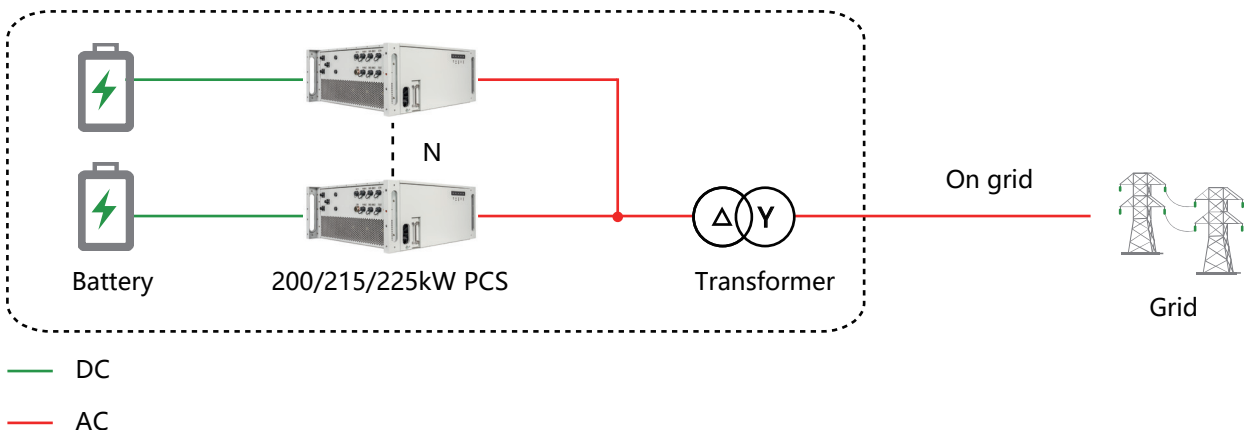 N
On grid
Δ
Y
Battery
200/215/225kW PCS
Transformer
Grid
DC
AC